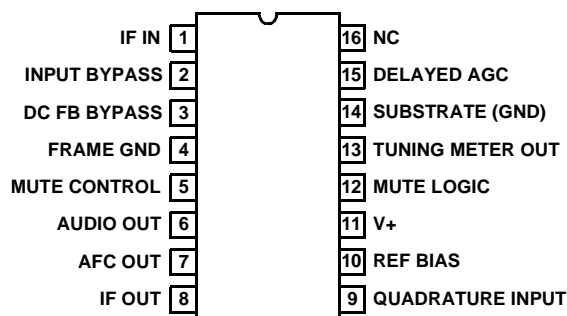 IF IN 1 16 NC
INPUT BYPASS 2 15 DELAYED AGC
DC FB BYPASS 3 14 SUBSTRATE (GND)
FRAME GND 4 13 TUNING METER OUT
MUTE CONTROL 5 12 MUTE LOGIC
AUDIO OUT 6 11 V+
AFC OUT 7 10 REF BIAS
IF OUT 8 9 QUADRATURE INPUT